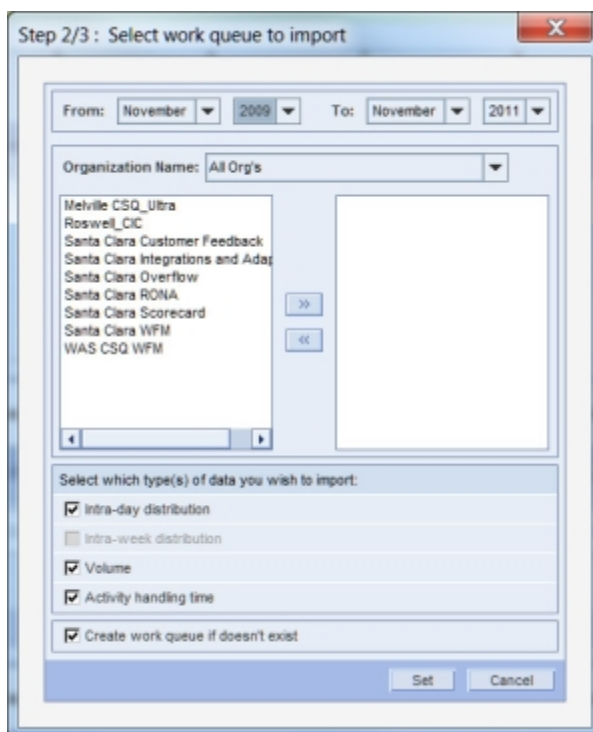 Step 2/3 : Select work queue to import
From: November 2009 To: November 2011
Organization Name: All Org's
Melville CSQ_Ultra
Roswell_CIC
Santa Clara Customer Feedback
Santa Clara Integrations and Adap
Santa Clara Overflow
Santa Clara RONA
Santa Clara Scorecard
Santa Clara WFM
WAS CSQ WFM
>>
<<
Select which type(s) of data you wish to import:
Intra-day distribution
Intra-week distribution
Volume
Activity handling time
Create work queue if doesn't exist
Set Cancel